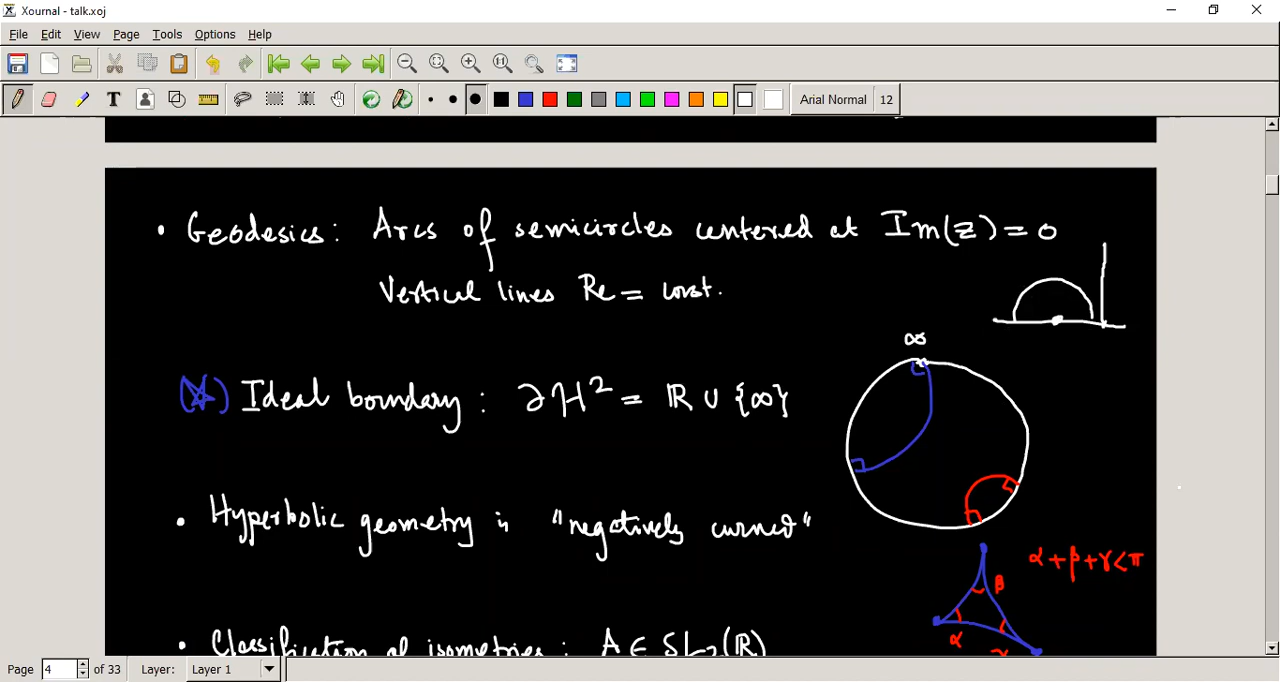 Xournal - talk.xoj
File Edit View Page Tools Options Help
T Arial Normal 12
• Geodesics: Arcs of semicircles centered at Im(z) = 0
Vertical lines Re = const.
∞
(☆) Ideal boundary: ∂H² = ℝ ∪ {∞}
• Hyperbolic geometry is "negatively curved"
α + β + γ < π
β
• Classification of isometries: A ∈ SL₂(ℝ)
α γ
Page 4 of 33 Layer: Layer 1